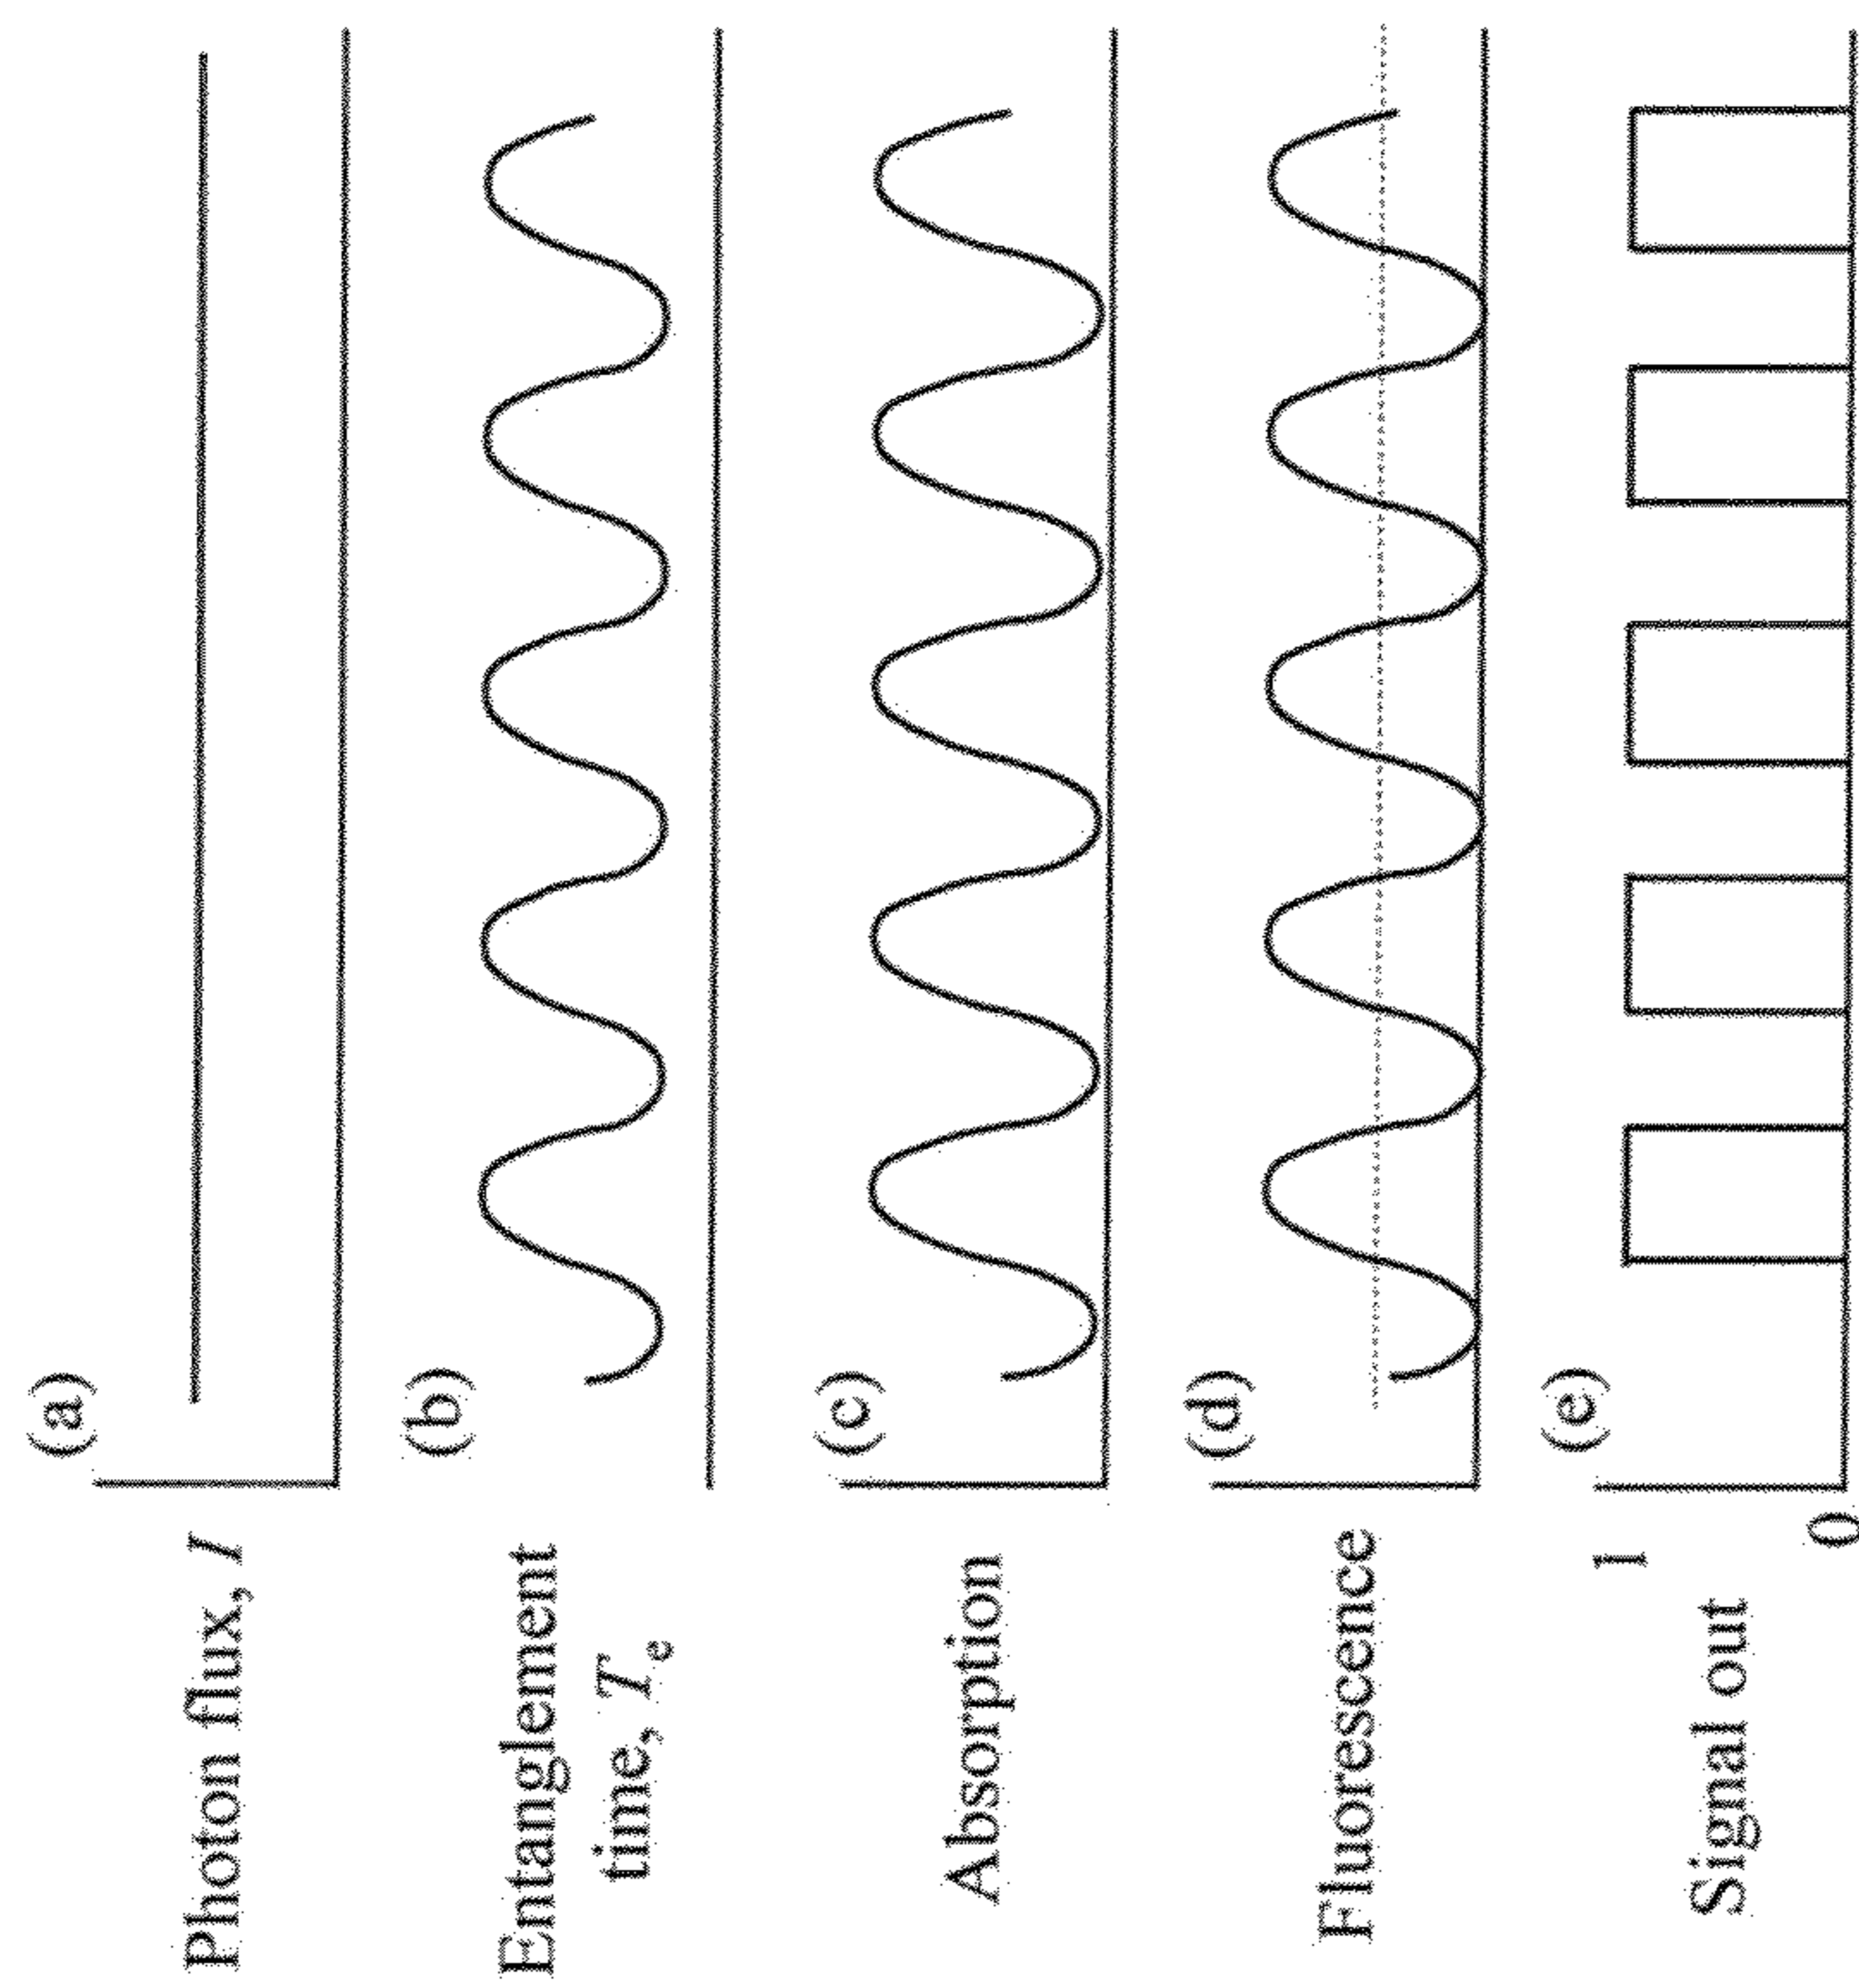 (a)
Photon flux, I
(b)
Entanglement
time, Te
(c)
Absorption
(d)
Fluorescence
(e)
1
Signal out
0